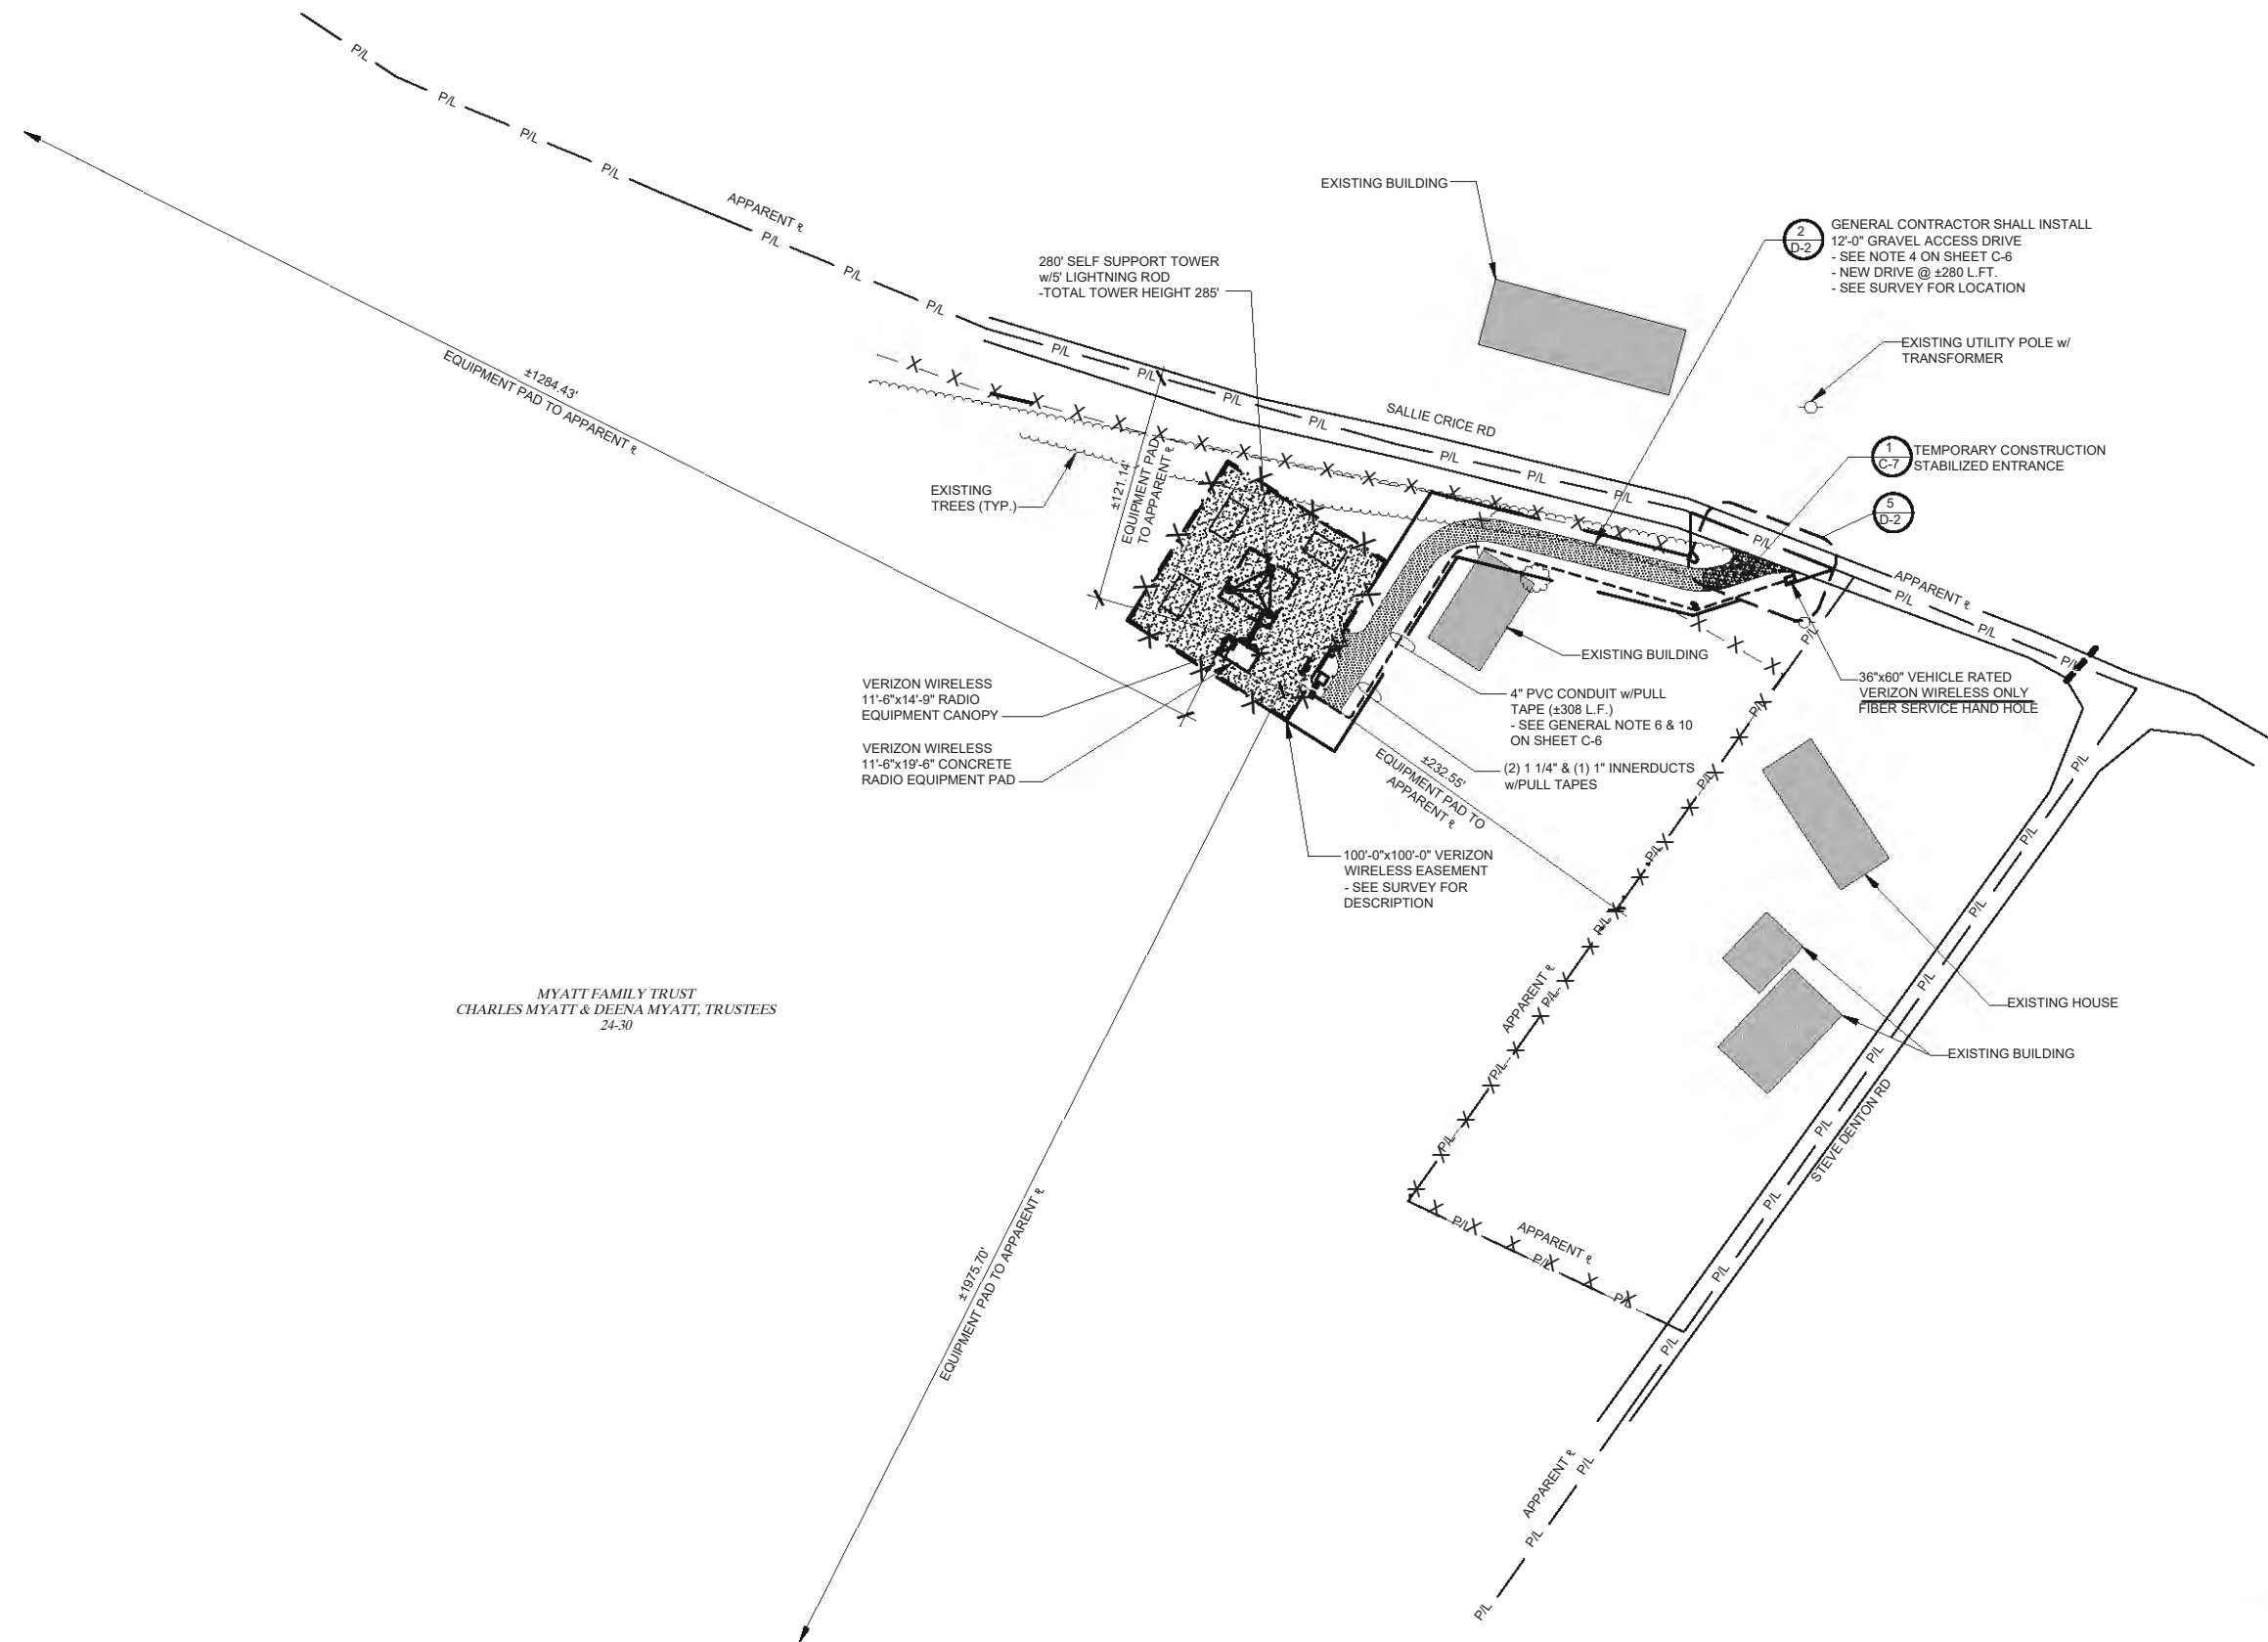 P/L
P/L
P/L
P/L
APPARENT ⅊
P/L
P/L
P/L
±1284.43'
EQUIPMENT PAD TO APPARENT ⅊
280' SELF SUPPORT TOWER
w/5' LIGHTNING ROD
-TOTAL TOWER HEIGHT 285'
EXISTING BUILDING
2
D-2
GENERAL CONTRACTOR SHALL INSTALL
12'-0" GRAVEL ACCESS DRIVE
- SEE NOTE 4 ON SHEET C-6
- NEW DRIVE @ ±280 L.FT.
- SEE SURVEY FOR LOCATION
EXISTING UTILITY POLE w/
TRANSFORMER
P/L
P/L
P/L
P/L
P/L
P/L
P/L
P/L
SALLIE CRICE RD
1
C-7
TEMPORARY CONSTRUCTION
STABILIZED ENTRANCE
5
D-2
EXISTING
TREES (TYP.)
±121.14'
EQUIPMENT PAD
TO APPARENT ⅊
APPARENT ⅊
P/L
P/L
P/L
P/L
EXISTING BUILDING
VERIZON WIRELESS
11'-6"x14'-9" RADIO
EQUIPMENT CANOPY
VERIZON WIRELESS
11'-6"x19'-6" CONCRETE
RADIO EQUIPMENT PAD
4" PVC CONDUIT w/PULL
TAPE (±308 L.F.)
- SEE GENERAL NOTE 6 & 10
ON SHEET C-6
36"x60" VEHICLE RATED
VERIZON WIRELESS ONLY
FIBER SERVICE HAND HOLE
(2) 1 1/4" & (1) 1" INNERDUCTS
w/PULL TAPES
±232.55'
EQUIPMENT PAD TO
APPARENT ⅊
100'-0"x100'-0" VERIZON
WIRELESS EASEMENT
- SEE SURVEY FOR
DESCRIPTION
P/L
P/L
P/L
P/L
P/L
APPARENT ⅊
P/L
P/L
P/L
P/L
P/L
P/L
P/L
P/L
P/L
P/L
P/L
EXISTING HOUSE
EXISTING BUILDING
STEVE DENTON RD
MYATT FAMILY TRUST
CHARLES MYATT & DEENA MYATT, TRUSTEES
24-30
±1975.70'
EQUIPMENT PAD TO APPARENT ⅊
P/L
APPARENT ⅊
P/L
P/L
P/L
P/L
P/L
P/L
APPARENT ⅊
P/L
P/L
P/L